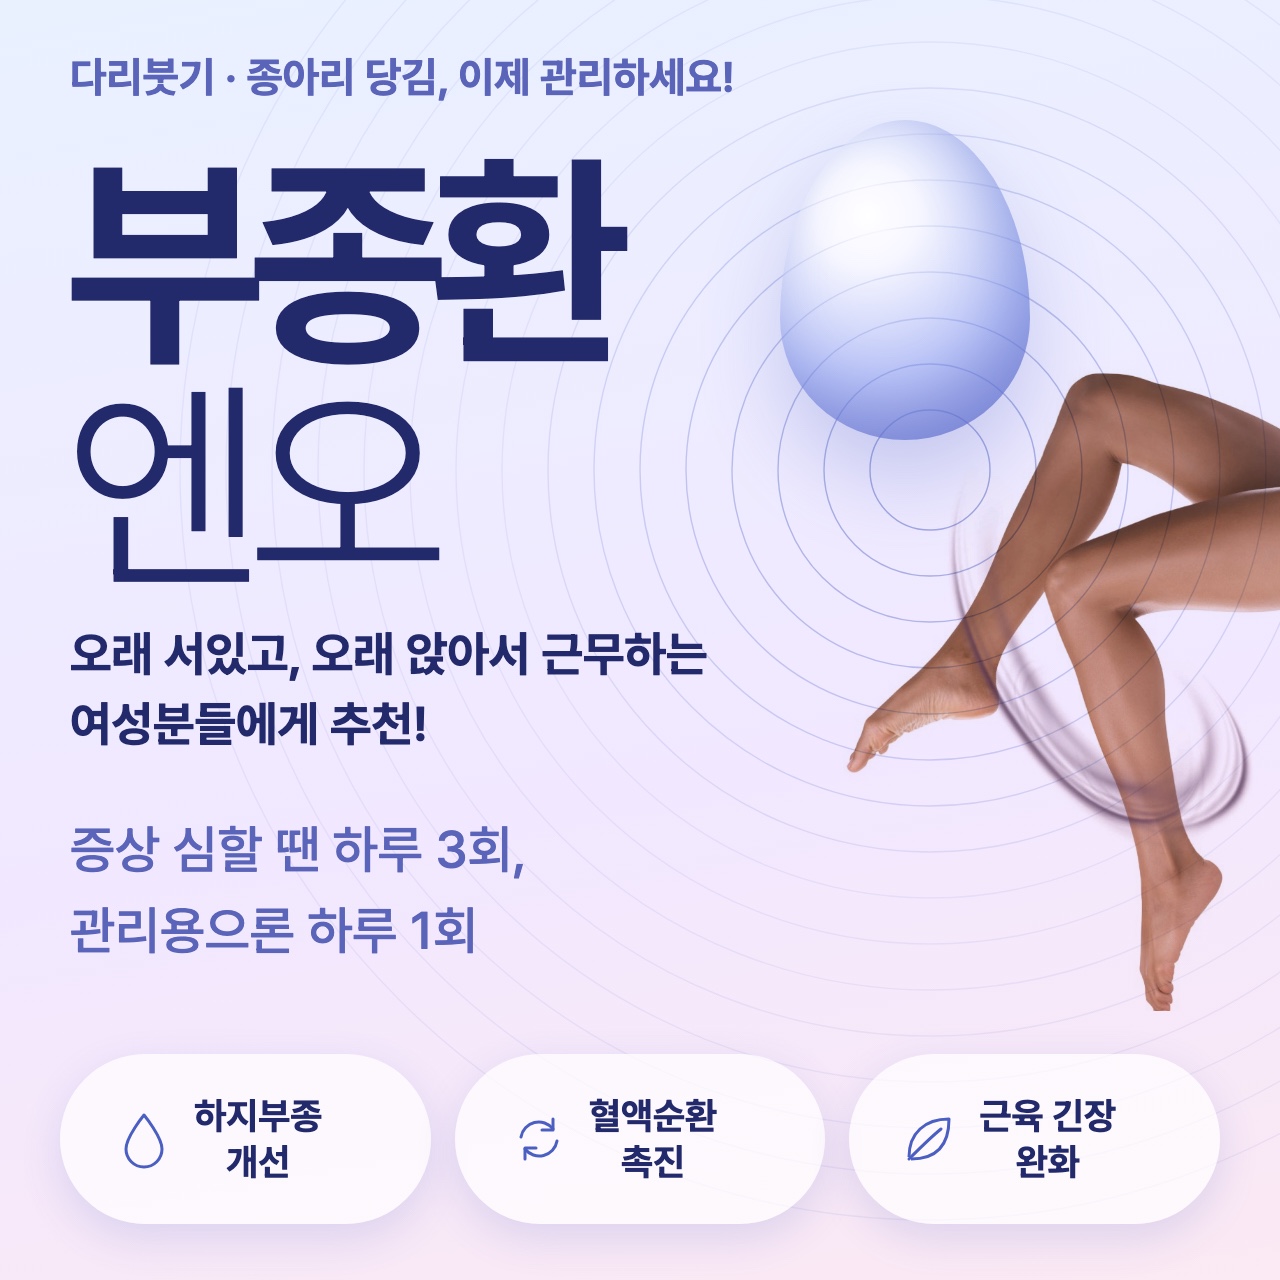 다리붓기 · 종아리 당김, 이제 관리하세요!
부종환
엔오
오래 서있고, 오래 앉아서 근무하는
여성분들에게 추천!
증상 심할 땐 하루 3회,
관리용으론 하루 1회
하지부종
개선
혈액순환
촉진
근육 긴장
완화